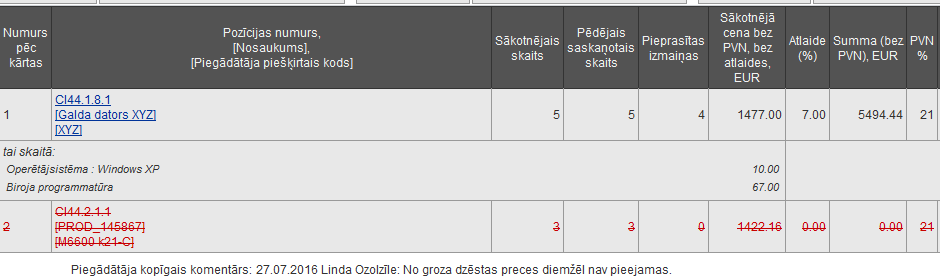 Numurs pēc kārtas
Pozīcijas numurs, [Nosaukums], [Piegādātāja piešķirtais kods]
Sākotnējais skaits
Pēdējais saskaņotais skaits
Pieprasītas izmaiņas
Sākotnējā cena bez PVN, bez atlaides, EUR
Atlaide (%)
Summa (bez PVN), EUR
PVN %
1
CI44.1.8.1
[Galda dators XYZ]
[XYZ]
5 5 4 1477.00 7.00 5494.44 21
tai skaitā:
Operētājsistēma : Windows XP 10.00
Biroja programmatūra 67.00
2
CI44.2.1.1
[PROD_145867]
[M6600 k21-C]
3 3 0 1422.16 0.00 0.00 21
Piegādātāja kopīgais komentārs: 27.07.2016 Linda Ozolzīle: No groza dzēstas preces diemžēl nav pieejamas.